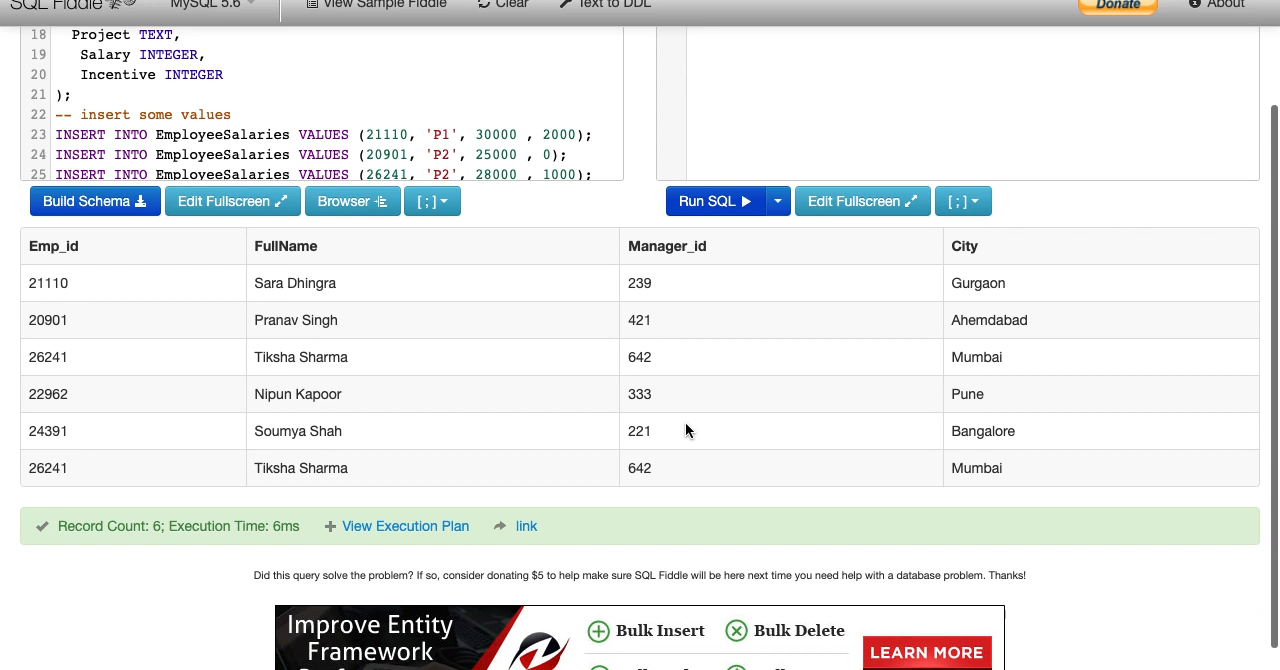 SQL Fiddle MySQL 5.6 View Sample Fiddle Clear Text to DDL Donate About
18 Project TEXT,
19 Salary INTEGER,
20 Incentive INTEGER
21 );
22 -- insert some values
23 INSERT INTO EmployeeSalaries VALUES (21110, 'P1', 30000 , 2000);
24 INSERT INTO EmployeeSalaries VALUES (20901, 'P2', 25000 , 0);
25 INSERT INTO EmployeeSalaries VALUES (26241, 'P2', 28000 , 1000);
Build Schema Edit Fullscreen Browser [ ; ] Run SQL Edit Fullscreen [ ; ]
Emp_id FullName Manager_id City
21110 Sara Dhingra 239 Gurgaon
20901 Pranav Singh 421 Ahemdabad
26241 Tiksha Sharma 642 Mumbai
22962 Nipun Kapoor 333 Pune
24391 Soumya Shah 221 Bangalore
26241 Tiksha Sharma 642 Mumbai
Record Count: 6; Execution Time: 6ms View Execution Plan link
Did this query solve the problem? If so, consider donating $5 to help make sure SQL Fiddle will be here next time you need help with a database problem. Thanks!
Improve Entity Bulk Insert Bulk Delete
Framework LEARN MORE